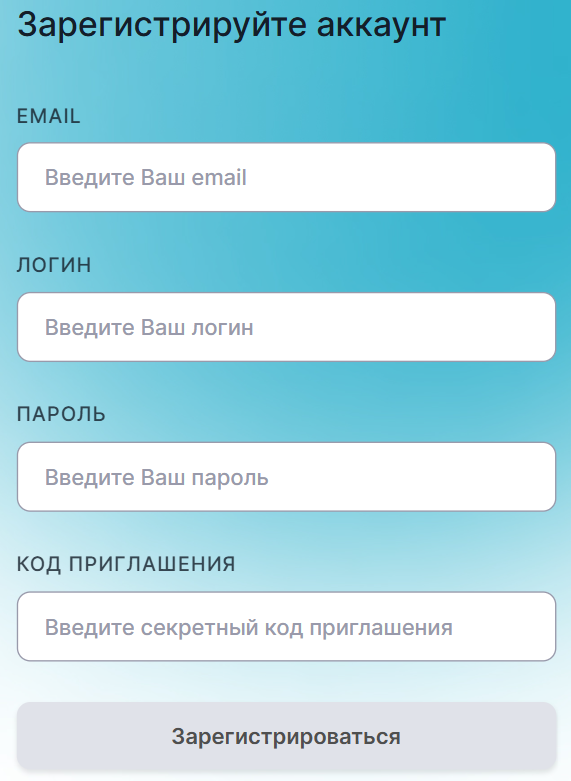 Зарегистрируйте аккаунт
EMAIL
Введите Ваш email
ЛОГИН
Введите Ваш логин
ПАРОЛЬ
Введите Ваш пароль
КОД ПРИГЛАШЕНИЯ
Введите секретный код приглашения
Зарегистрироваться